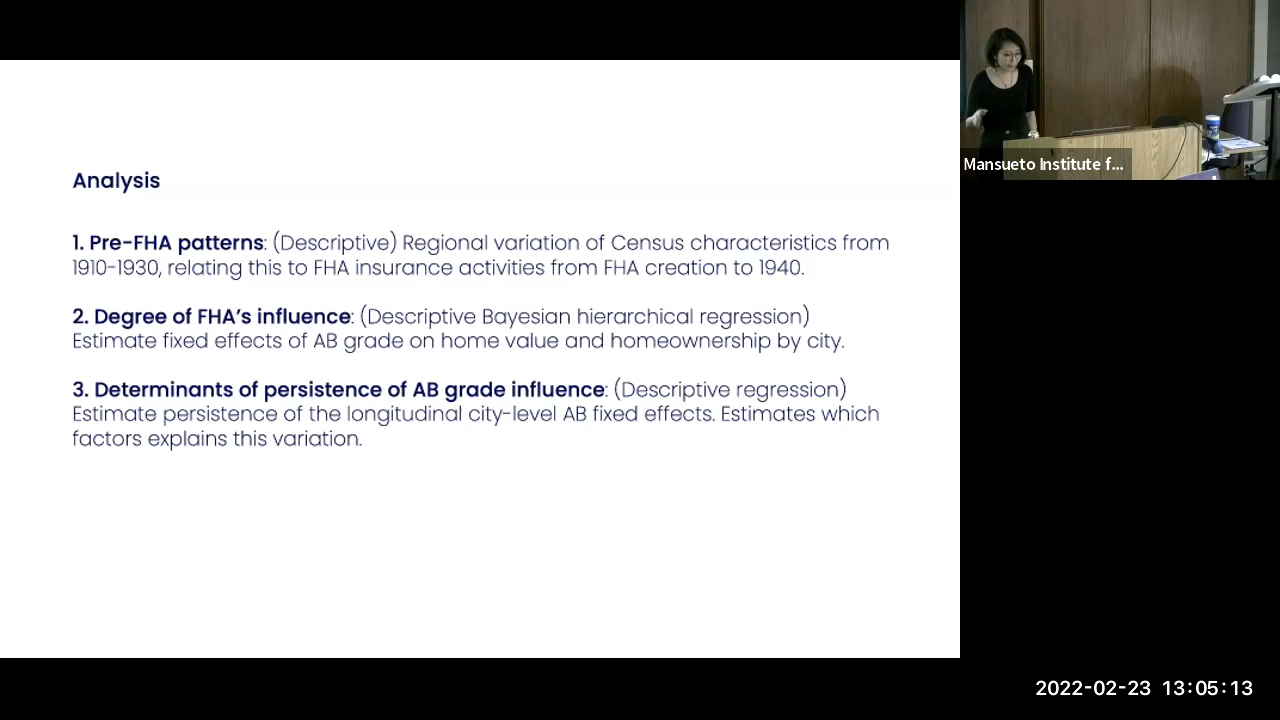 Analysis
1. Pre-FHA patterns: (Descriptive) Regional variation of Census characteristics from
1910-1930, relating this to FHA insurance activities from FHA creation to 1940.
2. Degree of FHA’s influence: (Descriptive Bayesian hierarchical regression)
Estimate fixed effects of AB grade on home value and homeownership by city.
3. Determinants of persistence of AB grade influence: (Descriptive regression)
Estimate persistence of the longitudinal city-level AB fixed effects. Estimates which
factors explains this variation.
Mansueto Institute f...
2022-02-23 13:05:13